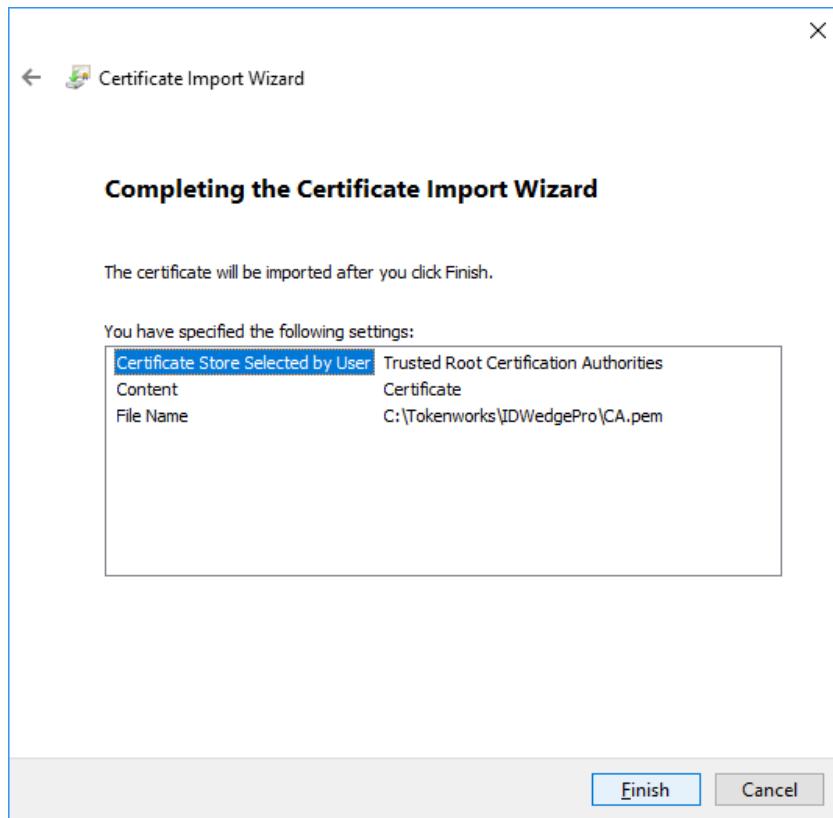 Certificate Import Wizard
Completing the Certificate Import Wizard
The certificate will be imported after you click Finish.
You have specified the following settings:
Certificate Store Selected by User Trusted Root Certification Authorities
Content Certificate
File Name C:\Tokenworks\IDWedgePro\CA.pem
Finish Cancel